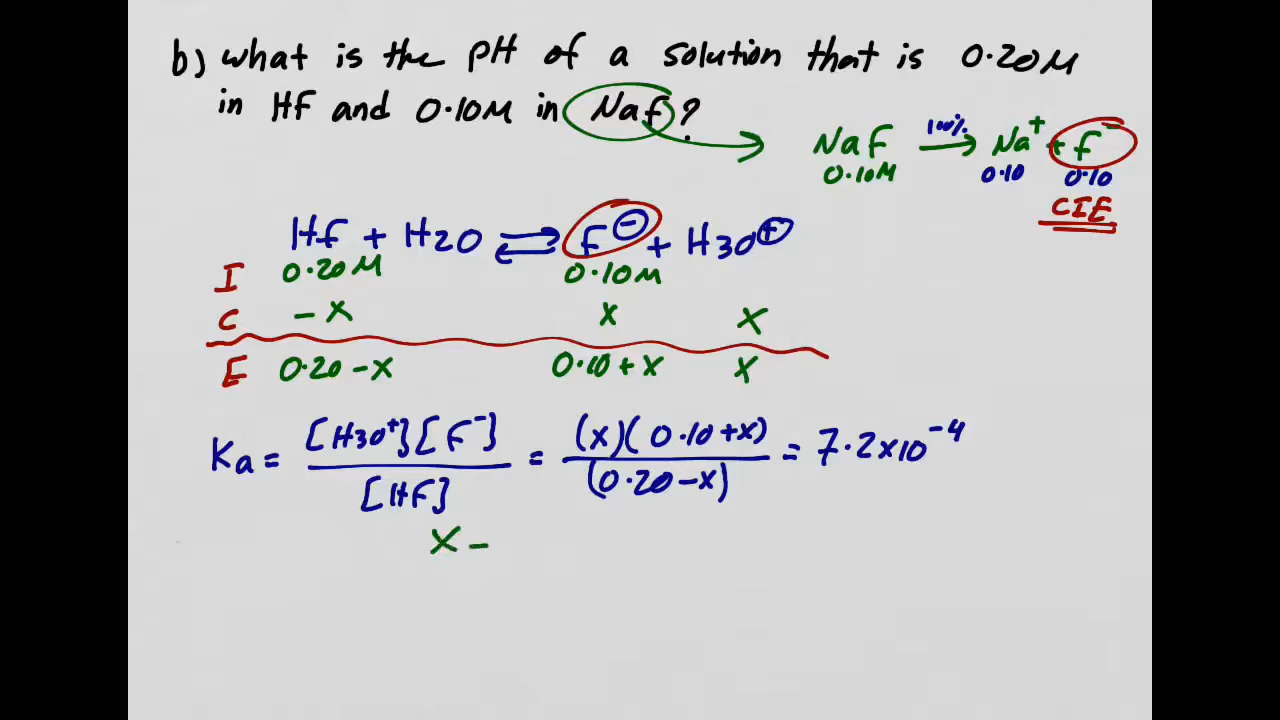 b) what is the pH of a solution that is 0.20M
in HF and 0.10M in NaF?
NaF 100% → Na⁺ + F⁻
0.10M 0.10 0.10
CIE
HF + H2O ⇌ F⁻ + H3O⁺
I 0.20M 0.10M
C -X X X
E 0.20-X 0.10+X X
Ka = [H3O⁺][F⁻] / [HF] = (x)(0.10+x) / (0.20-x) = 7.2x10⁻⁴
X -